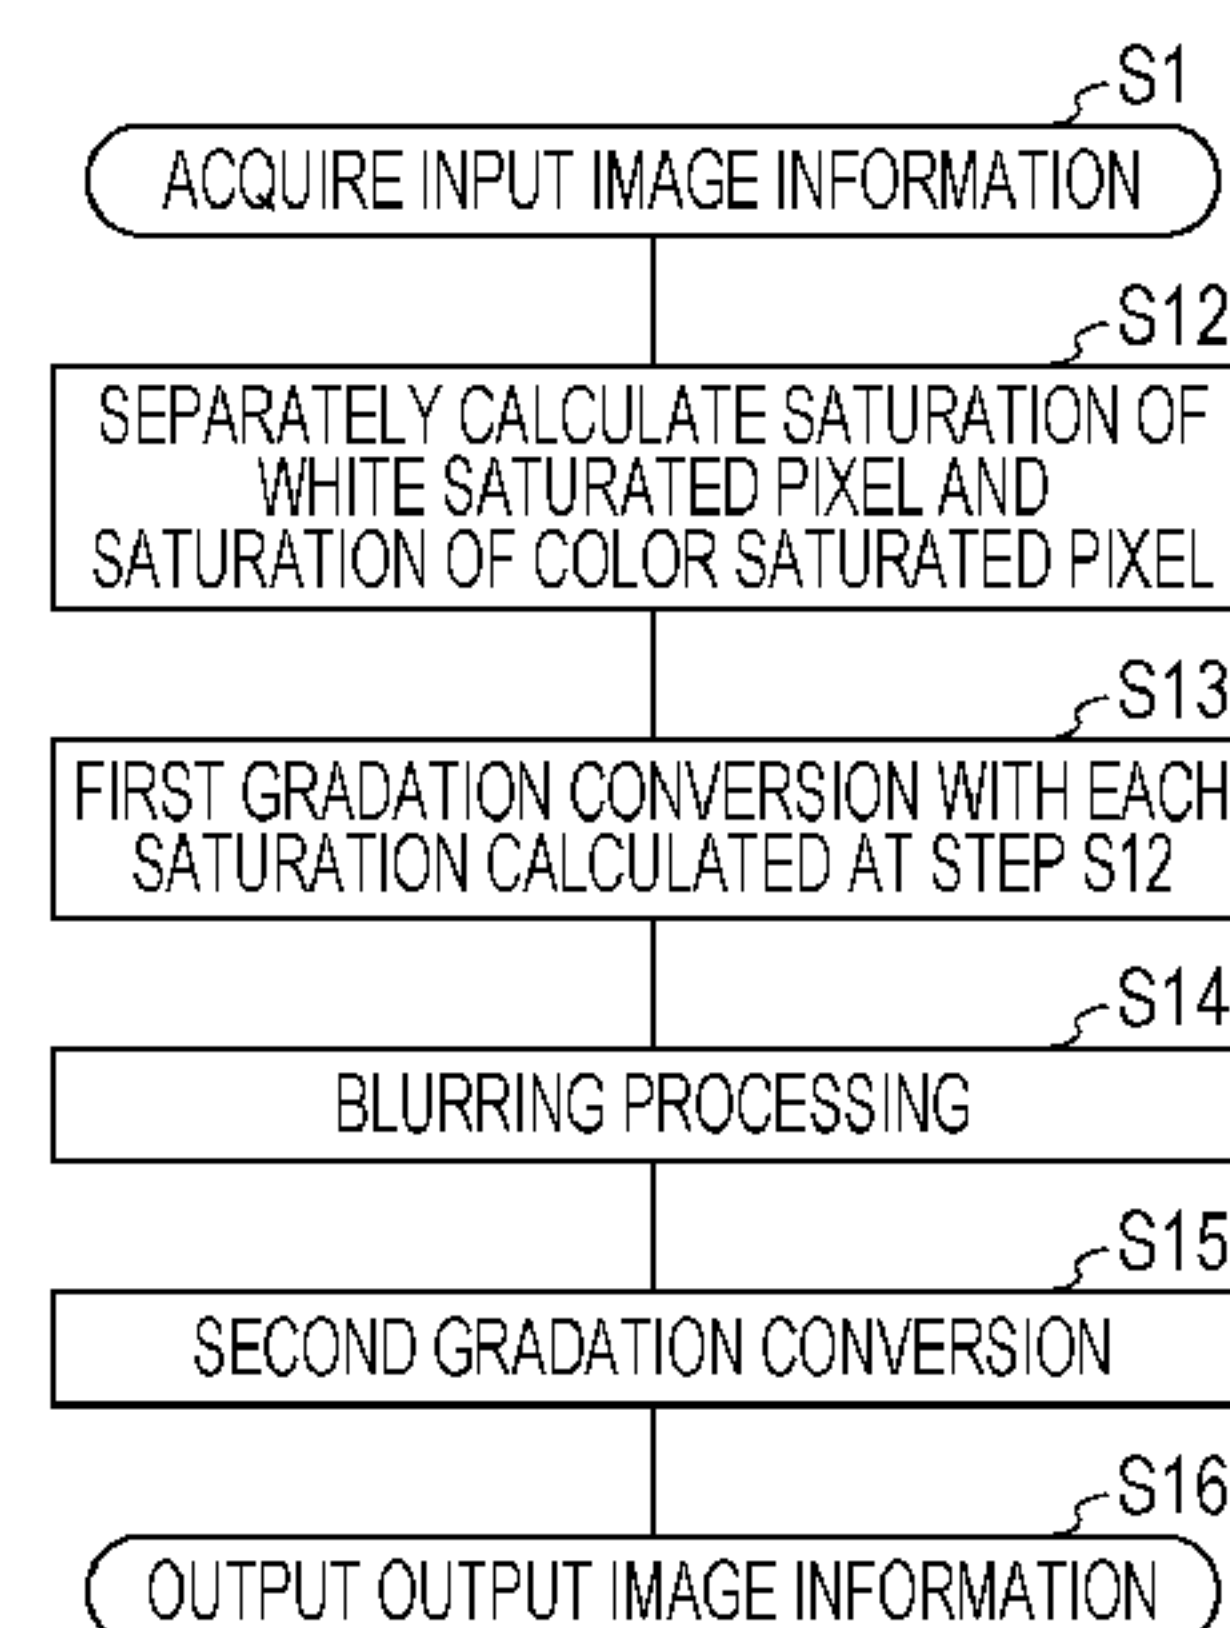 S1
ACQUIRE INPUT IMAGE INFORMATION
S12
SEPARATELY CALCULATE SATURATION OF
WHITE SATURATED PIXEL AND
SATURATION OF COLOR SATURATED PIXEL
S13
FIRST GRADATION CONVERSION WITH EACH
SATURATION CALCULATED AT STEP S12
S14
BLURRING PROCESSING
S15
SECOND GRADATION CONVERSION
S16
OUTPUT OUTPUT IMAGE INFORMATION